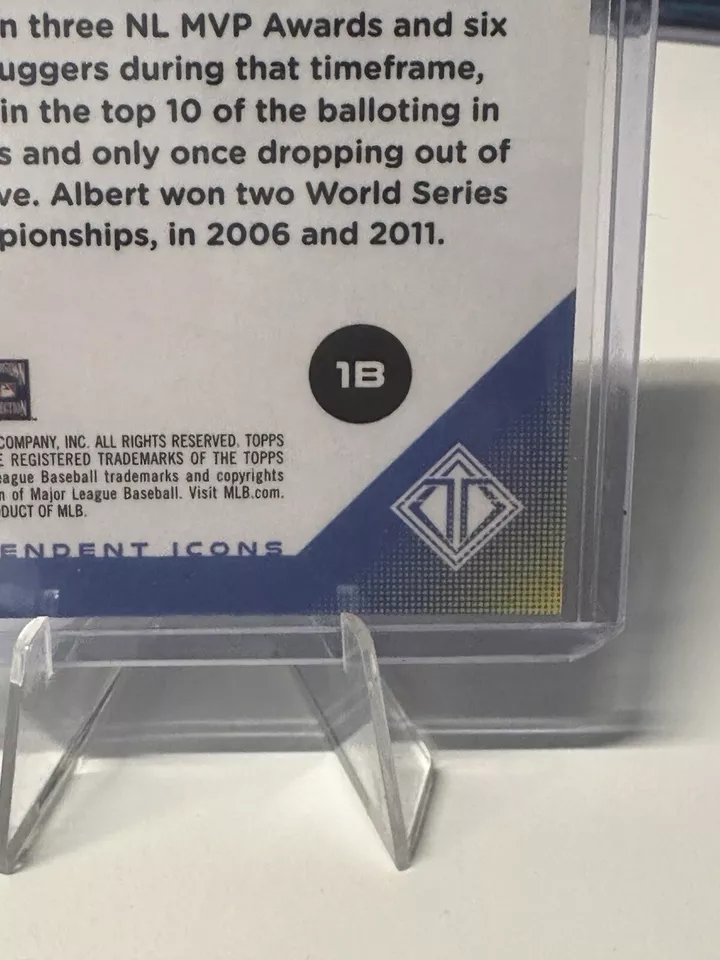 n three NL MVP Awards and six
uggers during that timeframe,
in the top 10 of the balloting in
s and only once dropping out of
ve. Albert won two World Series
pionships, in 2006 and 2011.
1B
COMPANY, INC. ALL RIGHTS RESERVED. TOPPS
E REGISTERED TRADEMARKS OF THE TOPPS
eague Baseball trademarks and copyrights
n of Major League Baseball. Visit MLB.com.
DUCT OF MLB.
ENDENT ICONS